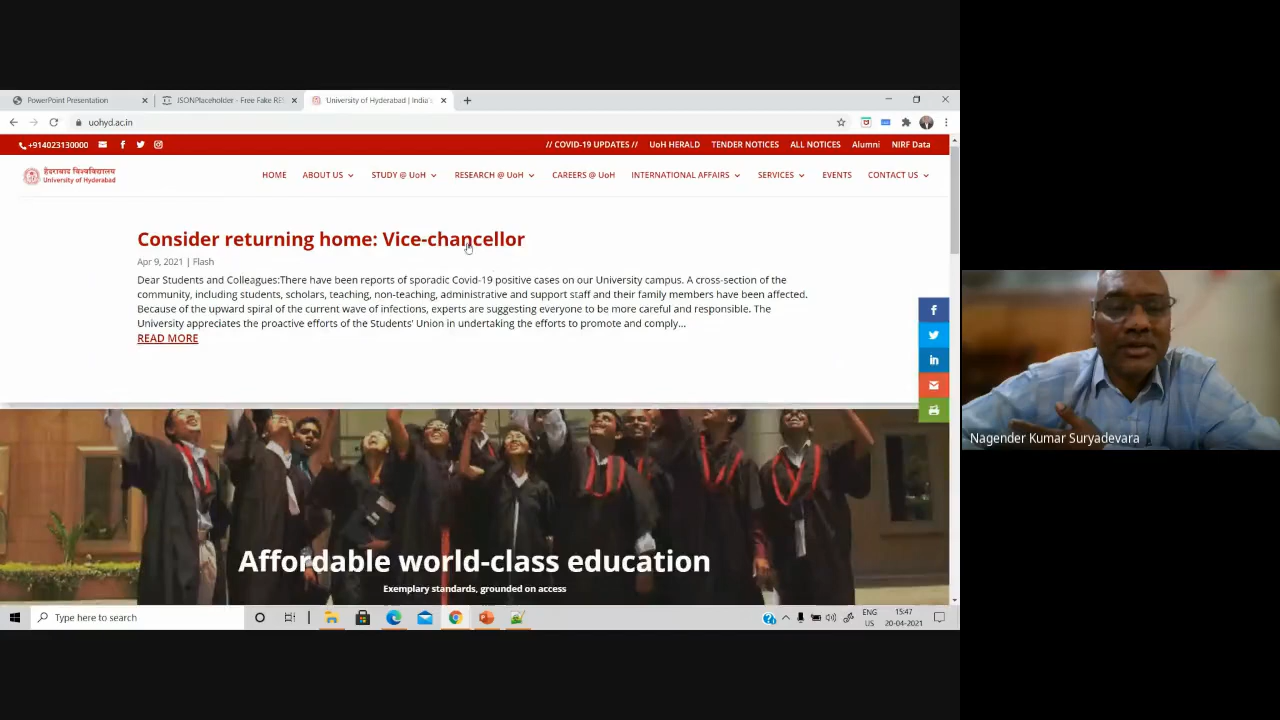 PowerPoint Presentation
JSONPlaceholder - Free Fake RES
University of Hyderabad | India's
uohyd.ac.in
+914023130000
// COVID-19 UPDATES //
UoH HERALD
TENDER NOTICES
ALL NOTICES
Alumni
NIRF Data
हैदराबाद विश्वविद्यालय
University of Hyderabad
HOME
ABOUT US
STUDY @ UoH
RESEARCH @ UoH
CAREERS @ UoH
INTERNATIONAL AFFAIRS
SERVICES
EVENTS
CONTACT US
Consider returning home: Vice-chancellor
Apr 9, 2021 | Flash
Dear Students and Colleagues:There have been reports of sporadic Covid-19 positive cases on our University campus. A cross-section of the
community, including students, scholars, teaching, non-teaching, administrative and support staff and their family members have been affected.
Because of the upward spiral of the current wave of infections, experts are suggesting everyone to be more careful and responsible. The
University appreciates the proactive efforts of the Students' Union in undertaking the efforts to promote and comply...
READ MORE
Affordable world-class education
Exemplary standards, grounded on access
Nagender Kumar Suryadevara
Type here to search
ENG
US
15:47
20-04-2021